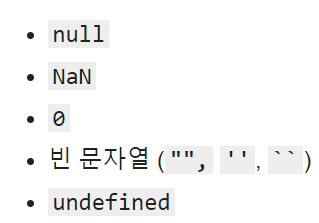 • null
• NaN
• 0
• 빈 문자열 ("", '', ``)
• undefined